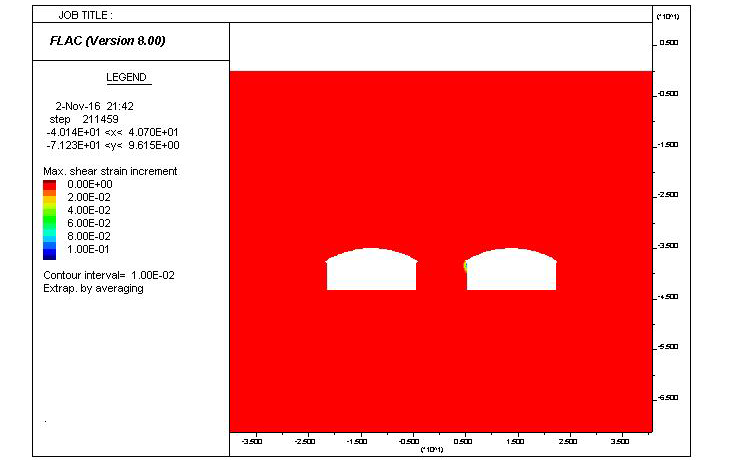 JOB TITLE :
FLAC (Version 8.00)
LEGEND
2-Nov-16 21:42
step 211459
-4.014E+01 <x< 4.070E+01
-7.123E+01 <y< 9.615E+00
Max. shear strain increment
0.00E+00
2.00E-02
4.00E-02
6.00E-02
8.00E-02
1.00E-01
Contour interval= 1.00E-02
Extrap. by averaging
(*10^1)
0.500
-0.500
-1.500
-2.500
-3.500
-4.500
-5.500
-6.500
-3.500 -2.500 -1.500 -0.500 0.500 1.500 2.500 3.500
(*10^1)